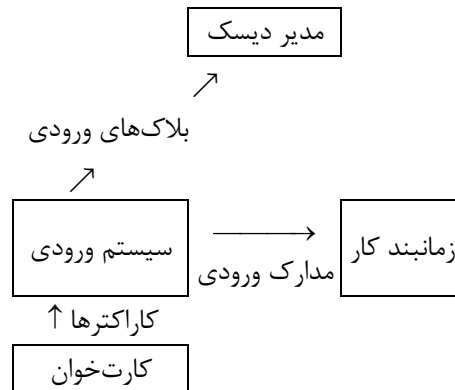 مدیر دیسک
بلاک‌های ورودی
سیستم ورودی
زمانبند کار
مدارک ورودی
کاراکترها
کارت‌خوان